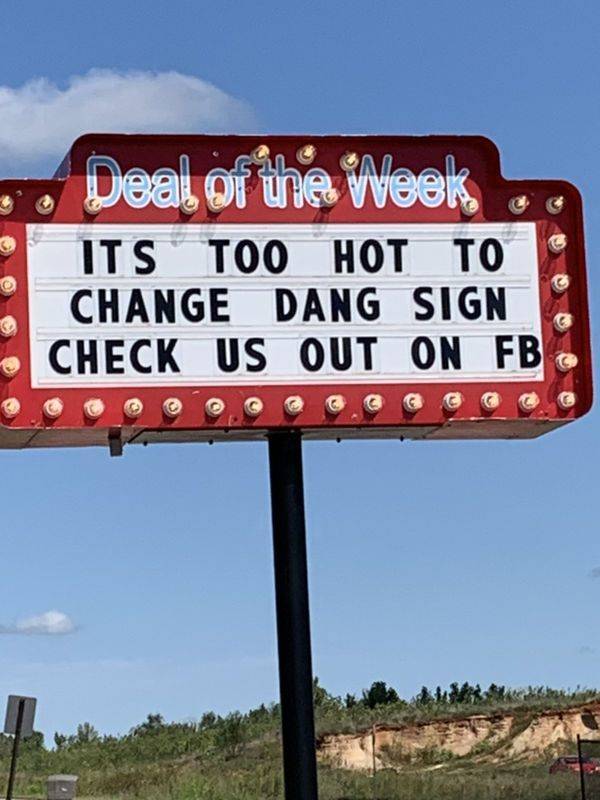 Deal of the Week
ITS TOO HOT TO
CHANGE DANG SIGN
CHECK US OUT ON FB